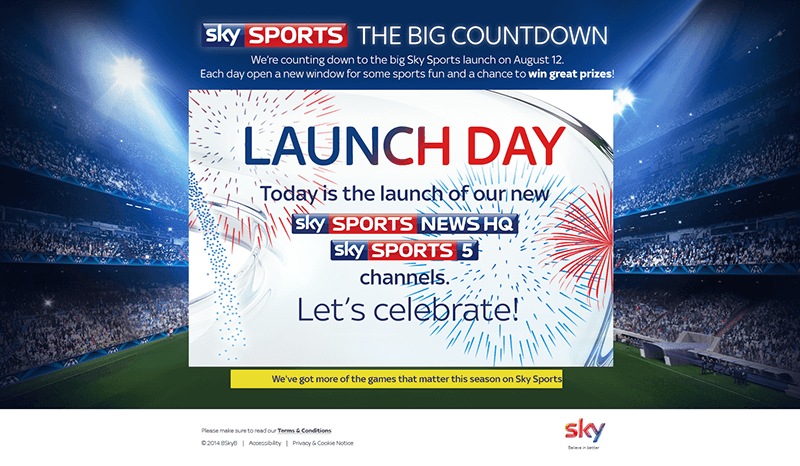 sky SPORTS THE BIG COUNTDOWN
We're counting down to the big Sky Sports launch on August 12.
Each day open a new window for some sports fun and a chance to win great prizes!
LAUNCH DAY
Today is the launch of our new
sky SPORTS NEWS HQ
sky SPORTS 5
channels.
Let's celebrate!
We've got more of the games that matter this season on Sky Sports
Please make sure to read our Terms & Conditions
© 2014 BSkyB | Accessibility | Privacy & Cookie Notice
sky
Believe in better